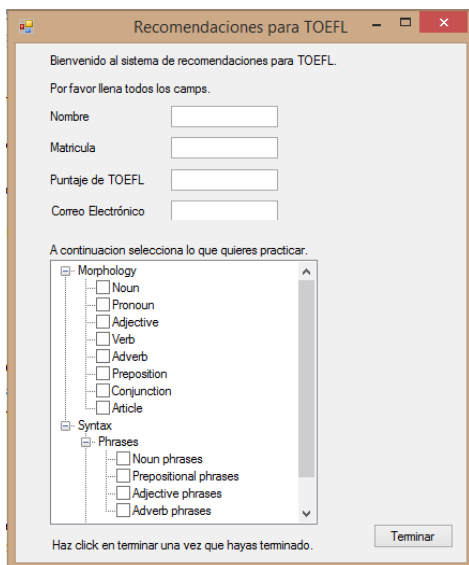 Recomendaciones para TOEFL
Bienvenido al sistema de recomendaciones para TOEFL.
Por favor llena todos los camps.
Nombre
Matricula
Puntaje de TOEFL
Correo Electrónico
A continuacion selecciona lo que quieres practicar.
Morphology
Noun
Pronoun
Adjective
Verb
Adverb
Preposition
Conjunction
Article
Syntax
Phrases
Noun phrases
Prepositional phrases
Adjective phrases
Adverb phrases
Haz click en terminar una vez que hayas terminado.
Terminar